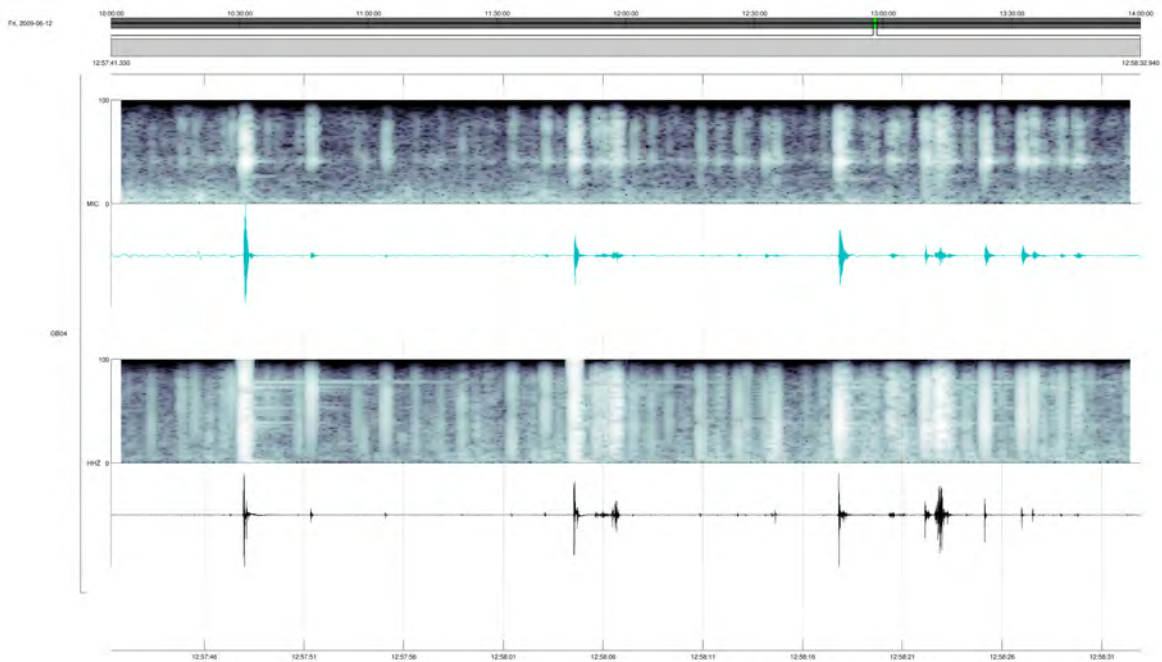 10:00:00 10:30:00 11:00:00 11:30:00 12:00:00 12:30:00 13:00:00 13:30:00 14:00:00
Fri, 2009-06-12
12:57:41.330 12:58:32.940
100
MIC 0
GB04
100
HHZ 0
12:57:46 12:57:51 12:57:56 12:58:01 12:58:06 12:58:11 12:58:16 12:58:21 12:58:26 12:58:31